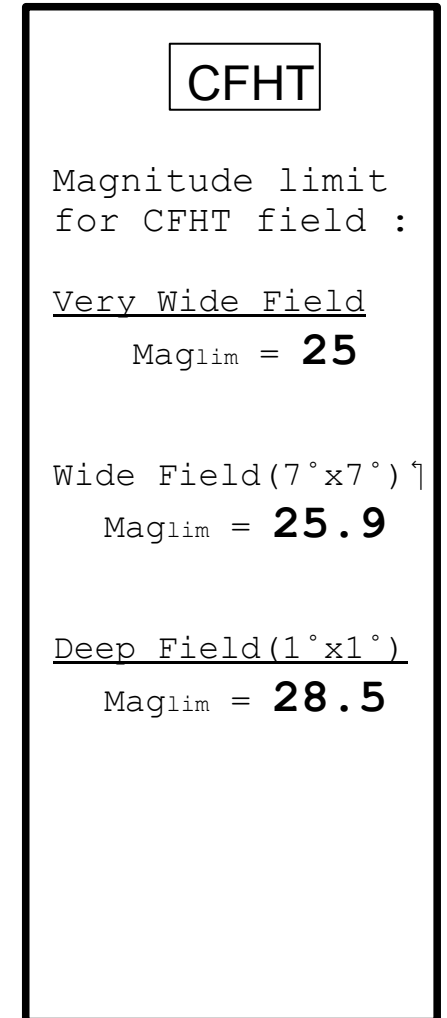 CFHT
Magnitude limit
for CFHT field :
Very Wide Field
Maglim = 25
Wide Field(7°x7°)
Maglim = 25.9
Deep Field(1°x1°)
Maglim = 28.5